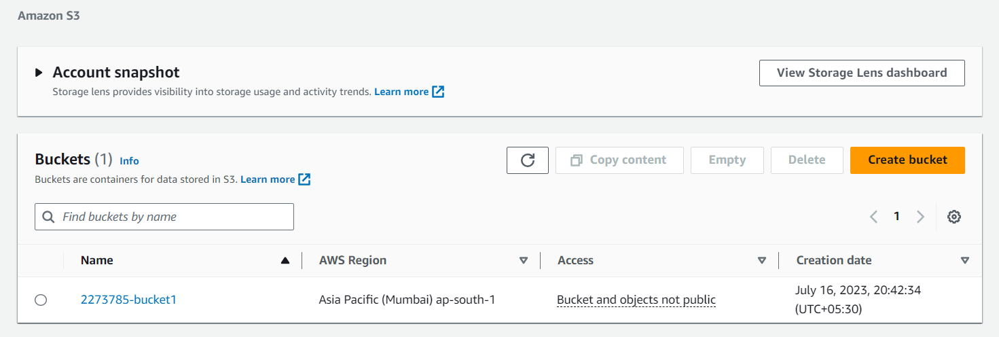 Amazon S3
Account snapshot
View Storage Lens dashboard
Storage lens provides visibility into storage usage and activity trends. Learn more
Buckets (1) Info
Copy content
Empty
Delete
Create bucket
Buckets are containers for data stored in S3. Learn more
Find buckets by name
1
Name
AWS Region
Access
Creation date
2273785-bucket1
Asia Pacific (Mumbai) ap-south-1
Bucket and objects not public
July 16, 2023, 20:42:34
(UTC+05:30)